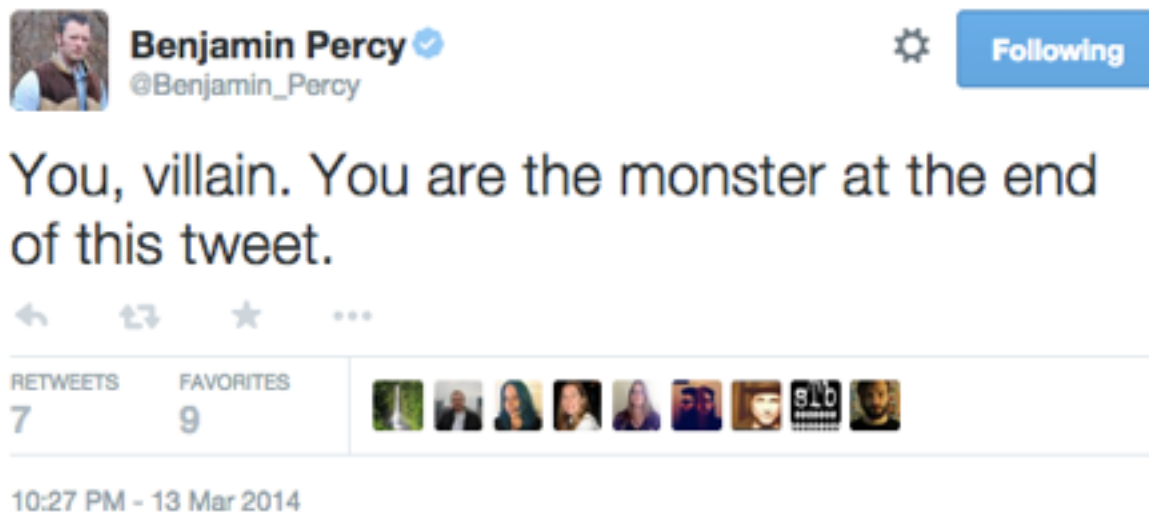 Benjamin Percy
Following
@Benjamin_Percy
You, villain. You are the monster at the end
of this tweet.
RETWEETS FAVORITES
7 9
10:27 PM - 13 Mar 2014